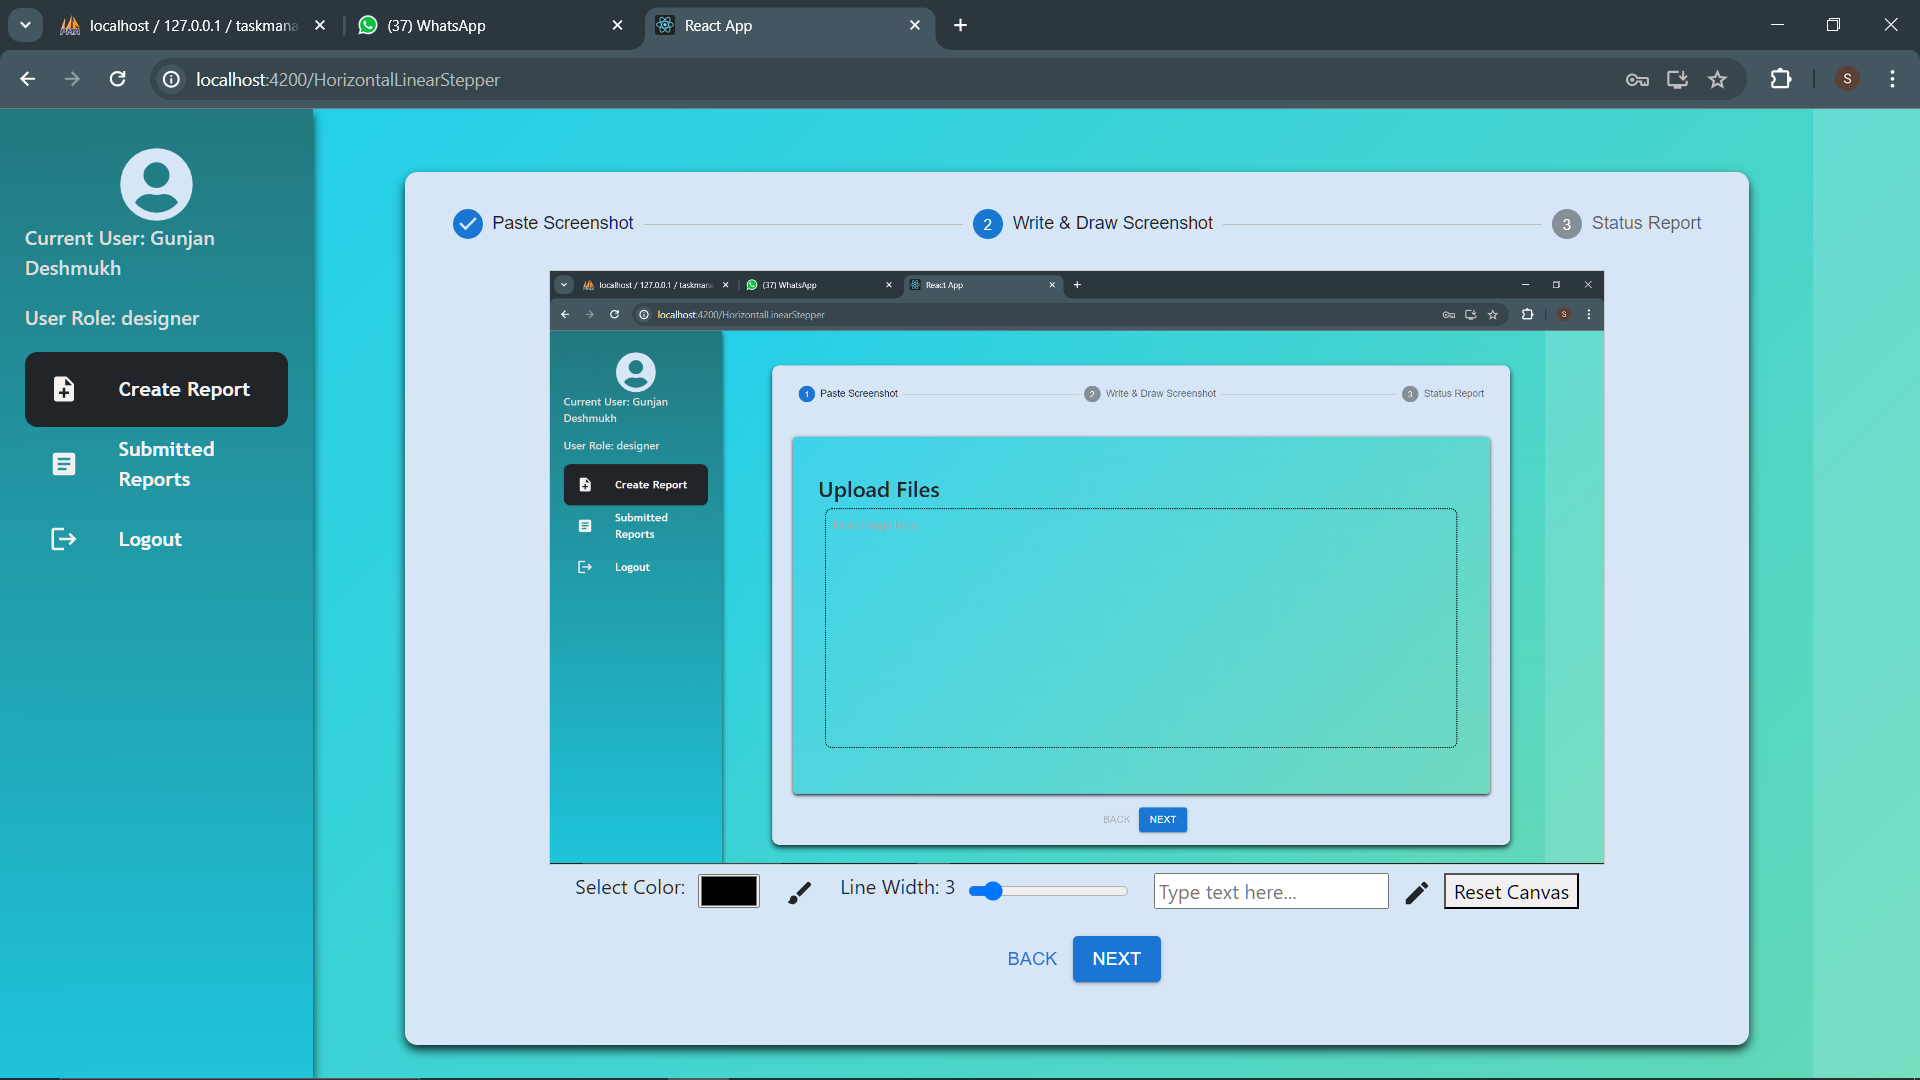 localhost / 127.0.0.1 / taskmana
(37) WhatsApp
React App
localhost:4200/HorizontalLinearStepper
S
Current User: Gunjan
Deshmukh
User Role: designer
Create Report
Submitted
Reports
Logout
Paste Screenshot
2 Write & Draw Screenshot
3 Status Report
localhost / 127.0.0.1 / taskmana
(37) WhatsApp
React App
localhost:4200/HorizontalLinearStepper
S
Current User: Gunjan
Deshmukh
User Role: designer
Create Report
Submitted
Reports
Logout
1 Paste Screenshot
2 Write & Draw Screenshot
3 Status Report
Upload Files
BACK NEXT
Select Color:
Line Width: 3
Type text here...
Reset Canvas
BACK NEXT